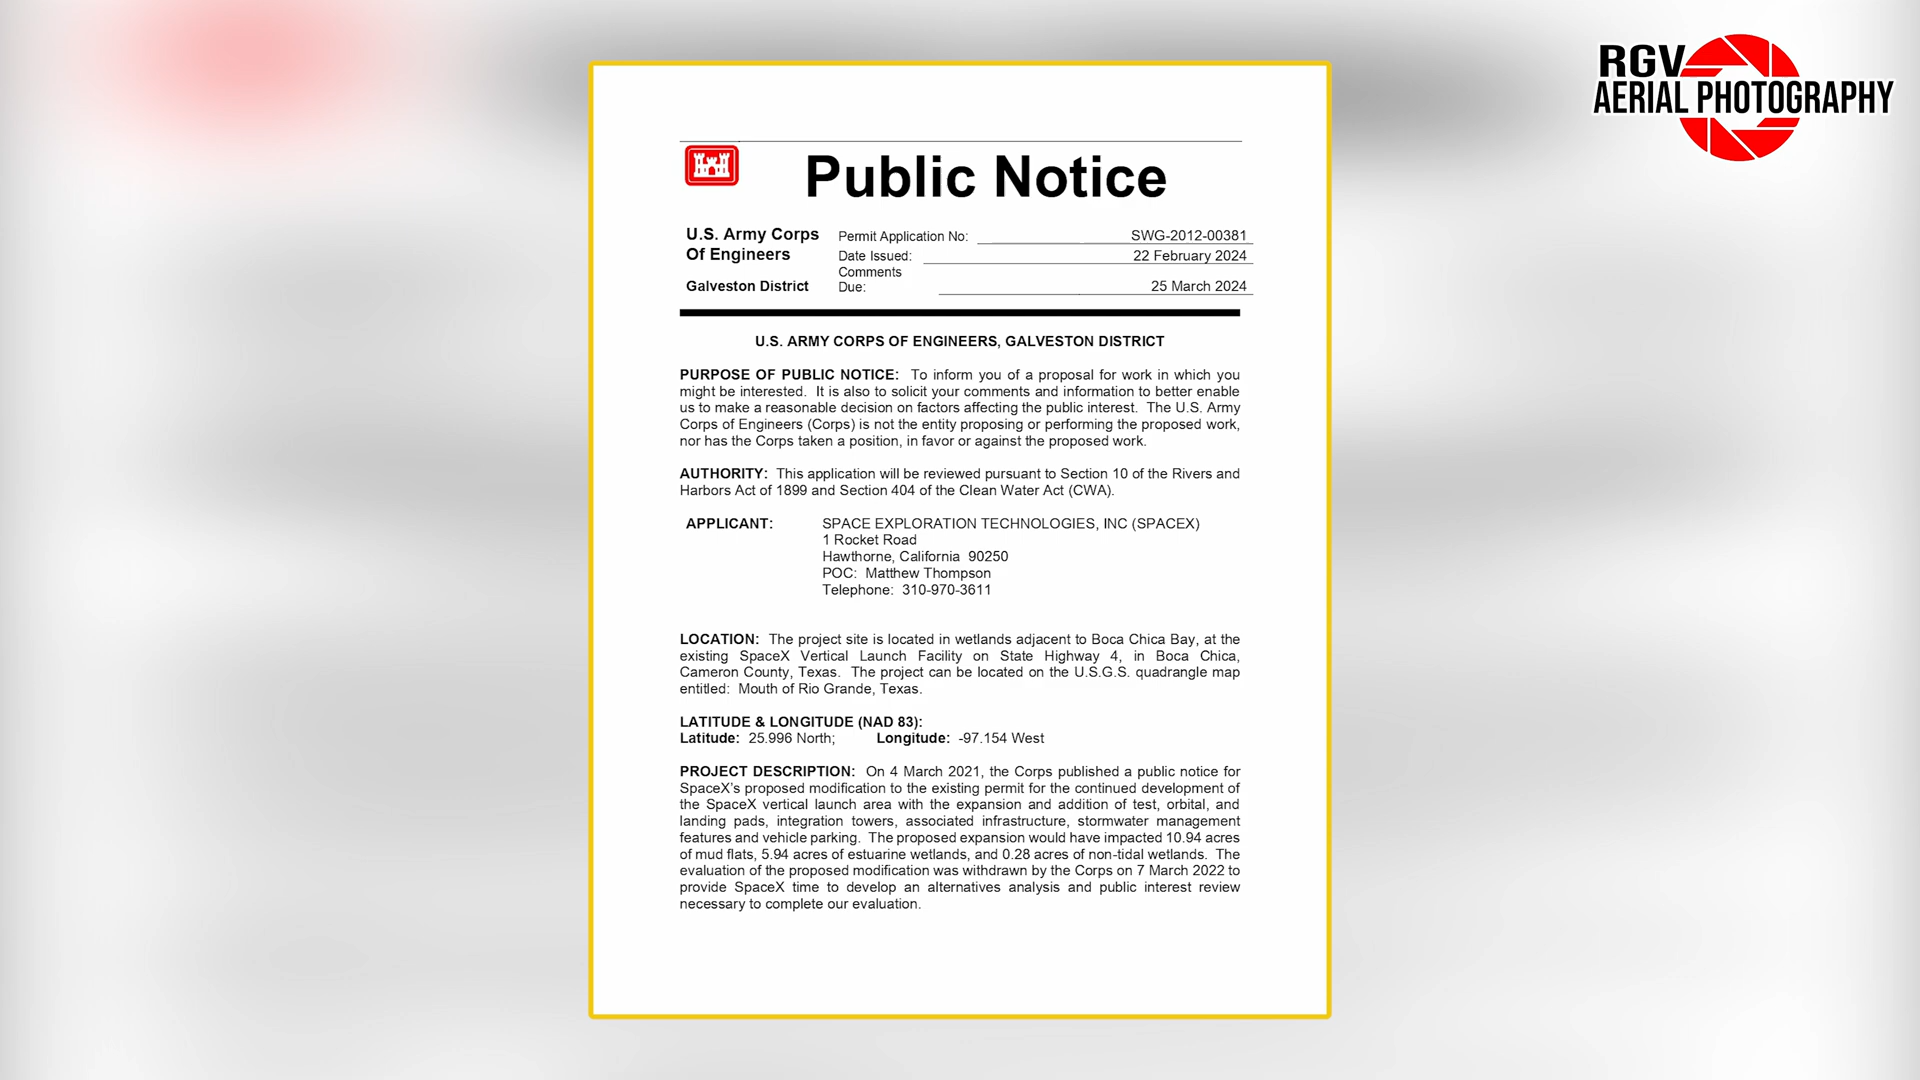 RGV
AERIAL PHOTOGRAPHY
Public Notice
U.S. Army Corps
Of Engineers
Galveston District
Permit Application No: SWG-2012-00381
Date Issued: 22 February 2024
Comments
Due: 25 March 2024
U.S. ARMY CORPS OF ENGINEERS, GALVESTON DISTRICT
PURPOSE OF PUBLIC NOTICE: To inform you of a proposal for work in which you
might be interested. It is also to solicit your comments and information to better enable
us to make a reasonable decision on factors affecting the public interest. The U.S. Army
Corps of Engineers (Corps) is not the entity proposing or performing the proposed work,
nor has the Corps taken a position, in favor or against the proposed work.
AUTHORITY: This application will be reviewed pursuant to Section 10 of the Rivers and
Harbors Act of 1899 and Section 404 of the Clean Water Act (CWA).
APPLICANT: SPACE EXPLORATION TECHNOLOGIES, INC (SPACEX)
1 Rocket Road
Hawthorne, California 90250
POC: Matthew Thompson
Telephone: 310-970-3611
LOCATION: The project site is located in wetlands adjacent to Boca Chica Bay, at the
existing SpaceX Vertical Launch Facility on State Highway 4, in Boca Chica,
Cameron County, Texas. The project can be located on the U.S.G.S. quadrangle map
entitled: Mouth of Rio Grande, Texas.
LATITUDE & LONGITUDE (NAD 83):
Latitude: 25.996 North; Longitude: -97.154 West
PROJECT DESCRIPTION: On 4 March 2021, the Corps published a public notice for
SpaceX's proposed modification to the existing permit for the continued development of
the SpaceX vertical launch area with the expansion and addition of test, orbital, and
landing pads, integration towers, associated infrastructure, stormwater management
features and vehicle parking. The proposed expansion would have impacted 10.94 acres
of mud flats, 5.94 acres of estuarine wetlands, and 0.28 acres of non-tidal wetlands. The
evaluation of the proposed modification was withdrawn by the Corps on 7 March 2022 to
provide SpaceX time to develop an alternatives analysis and public interest review
necessary to complete our evaluation.